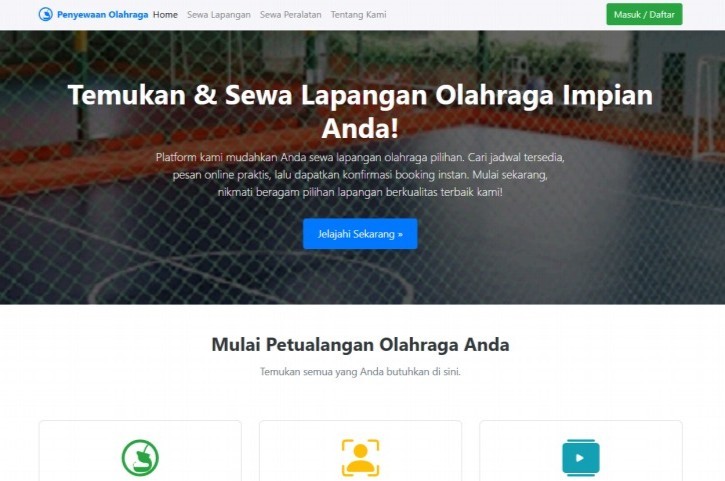 Penyewaan Olahraga Home Sewa Lapangan Sewa Peralatan Tentang Kami Masuk / Daftar
Temukan & Sewa Lapangan Olahraga Impian
Anda!
Platform kami mudahkan Anda sewa lapangan olahraga pilihan. Cari jadwal tersedia,
pesan online praktis, lalu dapatkan konfirmasi booking instan. Mulai sekarang,
nikmati beragam pilihan lapangan berkualitas terbaik kami!
Jelajahi Sekarang »
Mulai Petualangan Olahraga Anda
Temukan semua yang Anda butuhkan di sini.